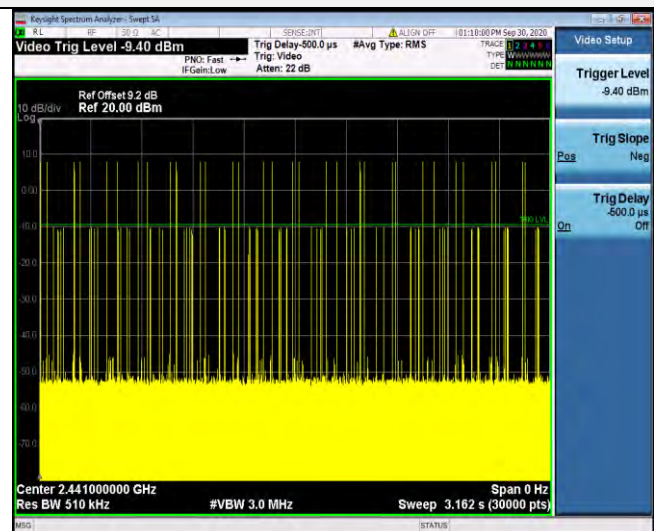 Keysight Spectrum Analyzer - Swept SA
RL RF 50 Ω AC SENSE:INT ALIGN OFF 01:18:00 PM Sep 30, 2020
Video Trig Level -9.40 dBm
PNO: Fast
IFGain:Low
Trig Delay-500.0 µs
Trig: Video
Atten: 22 dB
#Avg Type: RMS
TRACE 1 2 3 4 5 6
TYPE WWWWWW
DET NNNNNN
Video Setup
Trigger Level
-9.40 dBm
Trig Slope
Pos Neg
Trig Delay
-500.0 µs
On Off
Ref Offset 9.2 dB
10 dB/div Ref 20.00 dBm
Log
10.0
0.00
-10.0
TRIG LVL
-20.0
-30.0
-40.0
-50.0
-60.0
-70.0
Center 2.441000000 GHz Span 0 Hz
Res BW 510 kHz #VBW 3.0 MHz Sweep 3.162 s (30000 pts)
MSG STATUS